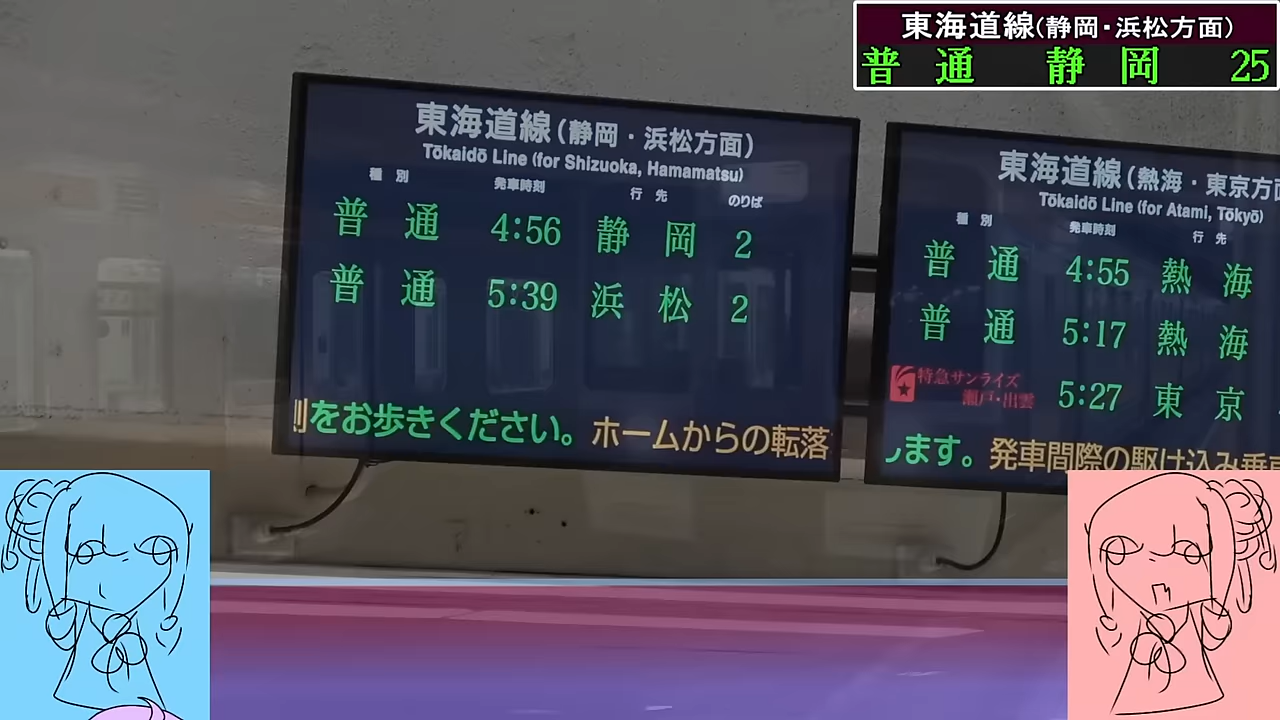 東海道線(静岡・浜松方面)
普通 静岡 25
東海道線(静岡・浜松方面)
Tōkaidō Line (for Shizuoka, Hamamatsu)
種別 発車時刻 行先 のりば
普通 4:56 静岡 2
普通 5:39 浜松 2
をお歩きください。ホームからの転落
東海道線(熱海・東京方面
Tōkaidō Line (for Atami, Tōkyō)
種別 発車時刻 行先
普通 4:55 熱海
普通 5:17 熱海
特急サンライズ
瀬戸・出雲 5:27 東京
します。発車間際の駆け込み乗車